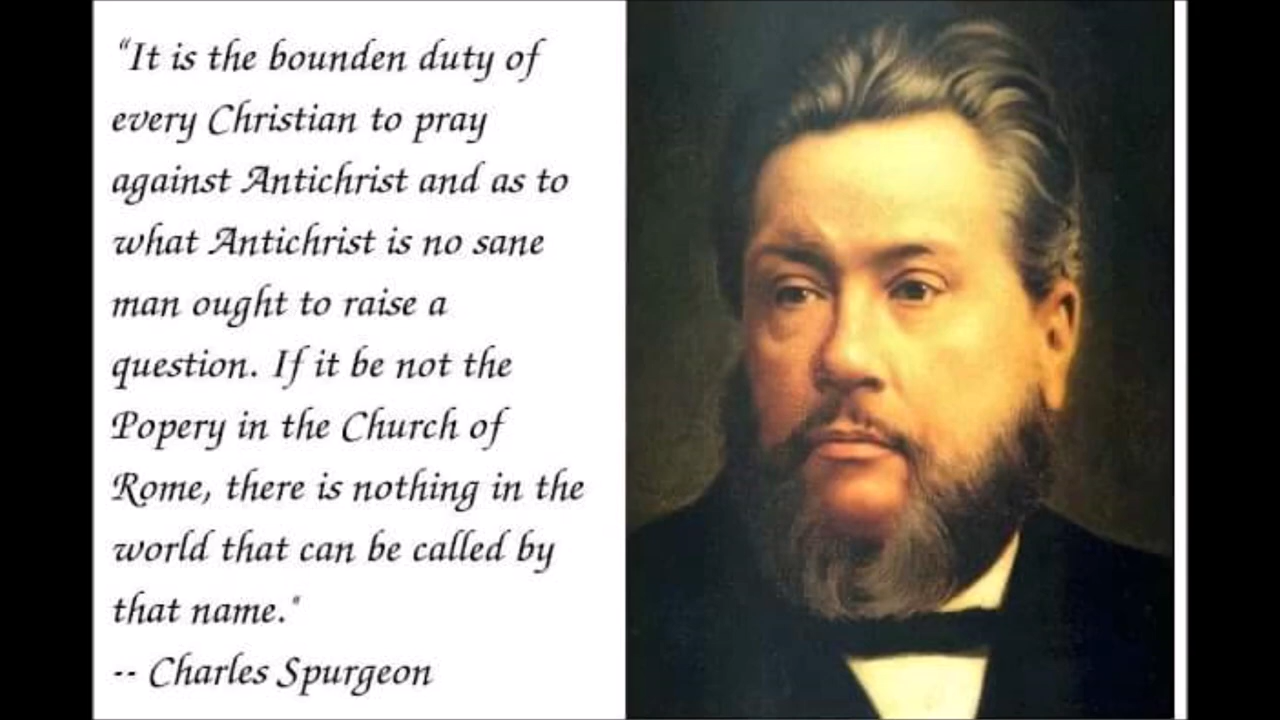 “It is the bounden duty of
every Christian to pray
against Antichrist and as to
what Antichrist is no sane
man ought to raise a
question. If it be not the
Popery in the Church of
Rome, there is nothing in the
world that can be called by
that name."
-- Charles Spurgeon